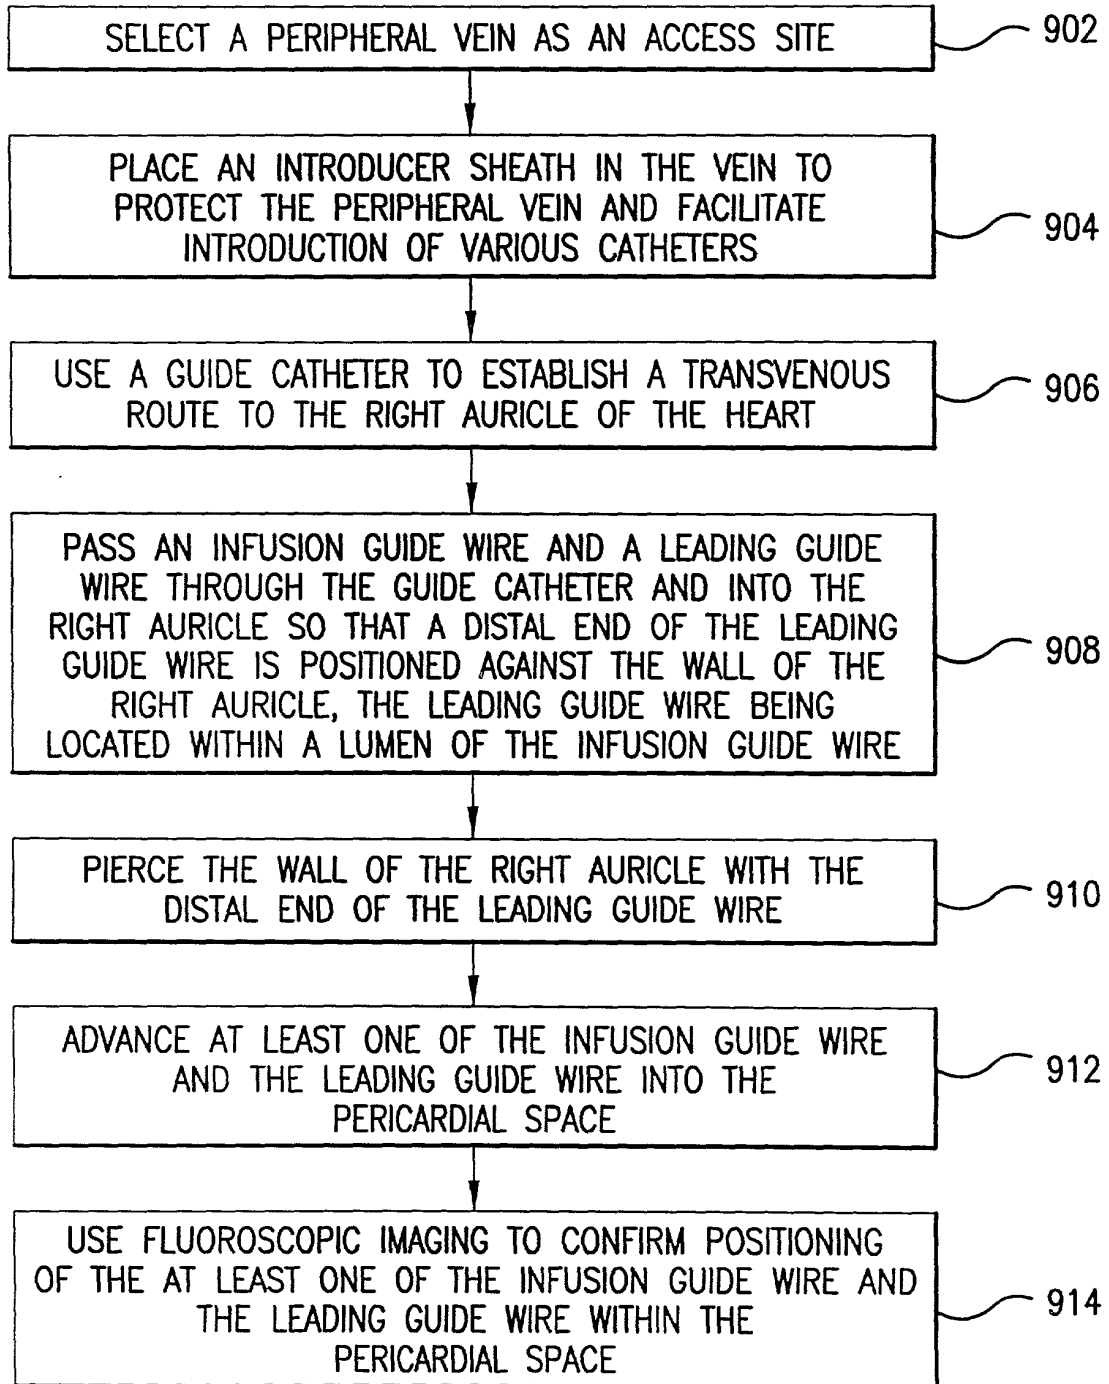 SELECT A PERIPHERAL VEIN AS AN ACCESS SITE
902
PLACE AN INTRODUCER SHEATH IN THE VEIN TO
PROTECT THE PERIPHERAL VEIN AND FACILITATE
INTRODUCTION OF VARIOUS CATHETERS
904
USE A GUIDE CATHETER TO ESTABLISH A TRANSVENOUS
ROUTE TO THE RIGHT AURICLE OF THE HEART
906
PASS AN INFUSION GUIDE WIRE AND A LEADING GUIDE
WIRE THROUGH THE GUIDE CATHETER AND INTO THE
RIGHT AURICLE SO THAT A DISTAL END OF THE LEADING
GUIDE WIRE IS POSITIONED AGAINST THE WALL OF THE
RIGHT AURICLE, THE LEADING GUIDE WIRE BEING
LOCATED WITHIN A LUMEN OF THE INFUSION GUIDE WIRE
908
PIERCE THE WALL OF THE RIGHT AURICLE WITH THE
DISTAL END OF THE LEADING GUIDE WIRE
910
ADVANCE AT LEAST ONE OF THE INFUSION GUIDE WIRE
AND THE LEADING GUIDE WIRE INTO THE
PERICARDIAL SPACE
912
USE FLUOROSCOPIC IMAGING TO CONFIRM POSITIONING
OF THE AT LEAST ONE OF THE INFUSION GUIDE WIRE AND
THE LEADING GUIDE WIRE WITHIN THE
PERICARDIAL SPACE
914